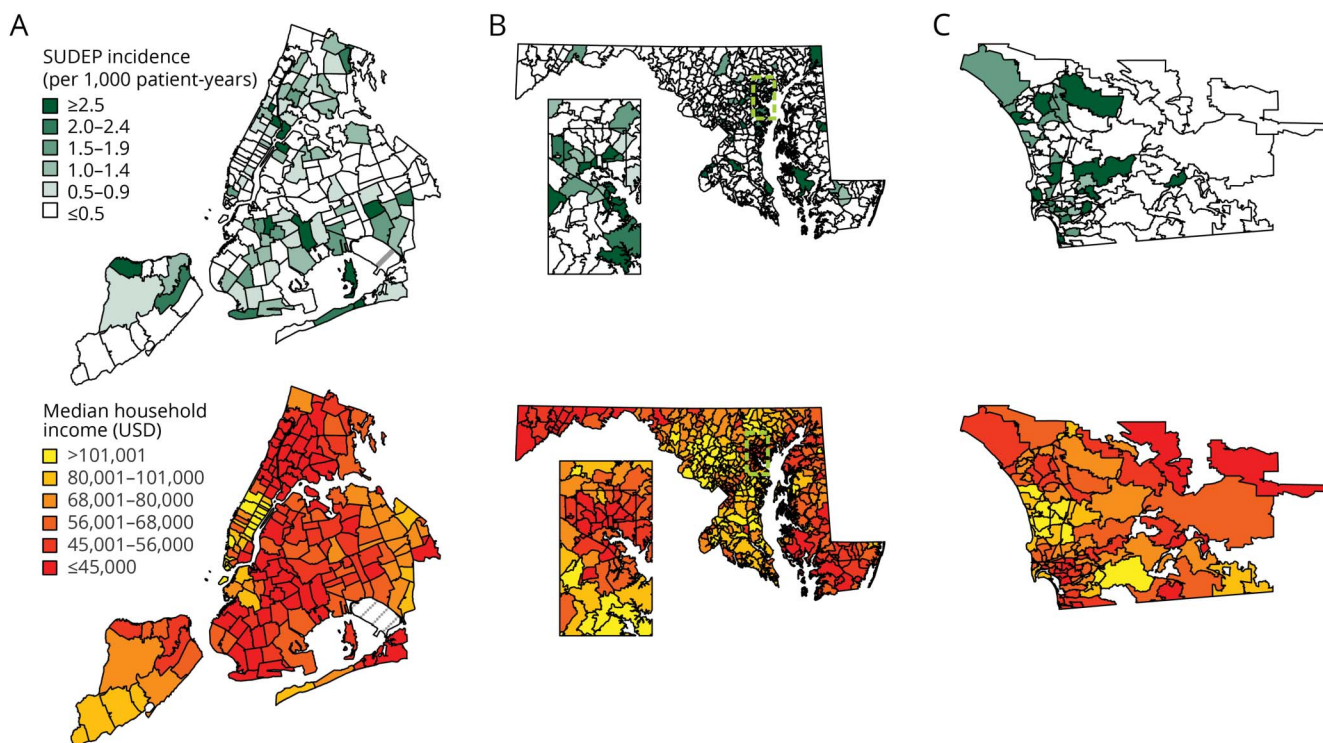 A
B
C
SUDEP incidence
(per 1,000 patient-years)
≥2.5
2.0–2.4
1.5–1.9
1.0–1.4
0.5–0.9
≤0.5
Median household
income (USD)
>101,001
80,001–101,000
68,001–80,000
56,001–68,000
45,001–56,000
≤45,000